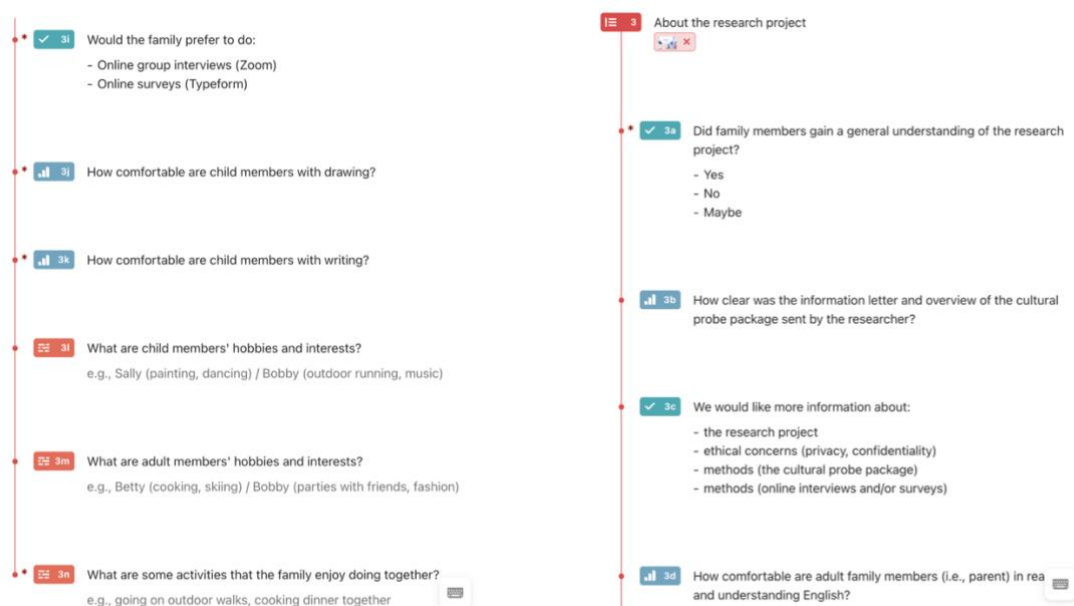 3i Would the family prefer to do:
- Online group interviews (Zoom)
- Online surveys (Typeform)
3j How comfortable are child members with drawing?
3k How comfortable are child members with writing?
3l What are child members' hobbies and interests?
e.g., Sally (painting, dancing) / Bobby (outdoor running, music)
3m What are adult members' hobbies and interests?
e.g., Betty (cooking, skiing) / Bobby (parties with friends, fashion)
3n What are some activities that the family enjoy doing together?
e.g., going on outdoor walks, cooking dinner together
3 About the research project
3a Did family members gain a general understanding of the research
project?
- Yes
- No
- Maybe
3b How clear was the information letter and overview of the cultural
probe package sent by the researcher?
3c We would like more information about:
- the research project
- ethical concerns (privacy, confidentiality)
- methods (the cultural probe package)
- methods (online interviews and/or surveys)
3d How comfortable are adult family members (i.e., parent) in rea
and understanding English?